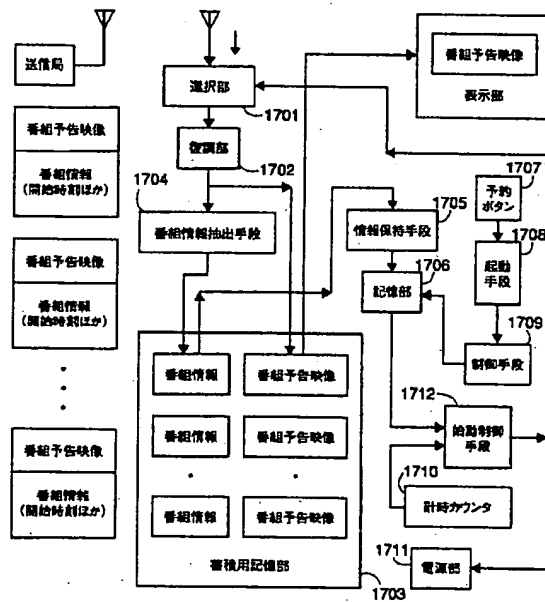 送信局
番組予告映像
番組情報
(開始時刻ほか)
番組予告映像
番組情報
(開始時刻ほか)
番組予告映像
番組情報
(開始時刻ほか)
選択部
1701
復調部
1702
1704
番組情報抽出手段
番組予告映像
表示部
1707
予約
ボタン
1705
情報保持手段
1708
起動
手段
1706
記憶部
1709
制御手段
番組情報
番組予告映像
番組情報
番組予告映像
番組情報
番組予告映像
蓄積用記憶部
1703
1712
始動制御
手段
1710
計時カウンタ
1711
電源部